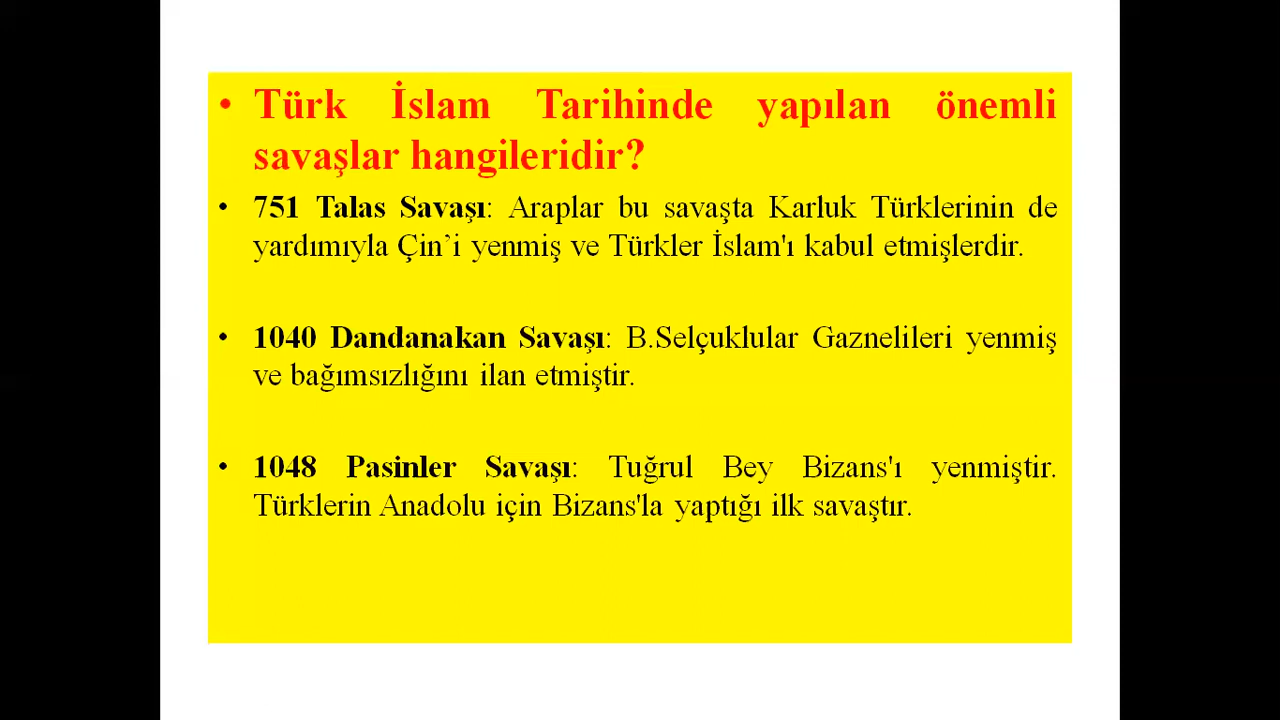 • Türk İslam Tarihinde yapılan önemli
savaşlar hangileridir?
• 751 Talas Savaşı: Araplar bu savaşta Karluk Türklerinin de
yardımıyla Çin’i yenmiş ve Türkler İslam'ı kabul etmişlerdir.
• 1040 Dandanakan Savaşı: B.Selçuklular Gaznelileri yenmiş
ve bağımsızlığını ilan etmiştir.
• 1048 Pasinler Savaşı: Tuğrul Bey Bizans'ı yenmiştir.
Türklerin Anadolu için Bizans'la yaptığı ilk savaştır.